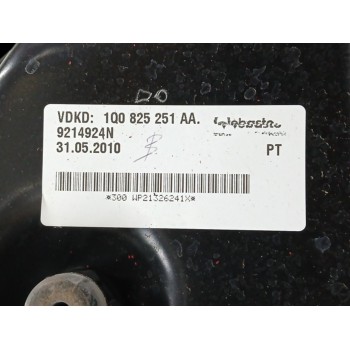 VDKD: 1Q0 825 251 AA.
9214924N
31.05.2010 PT
*300 WP21326241X*